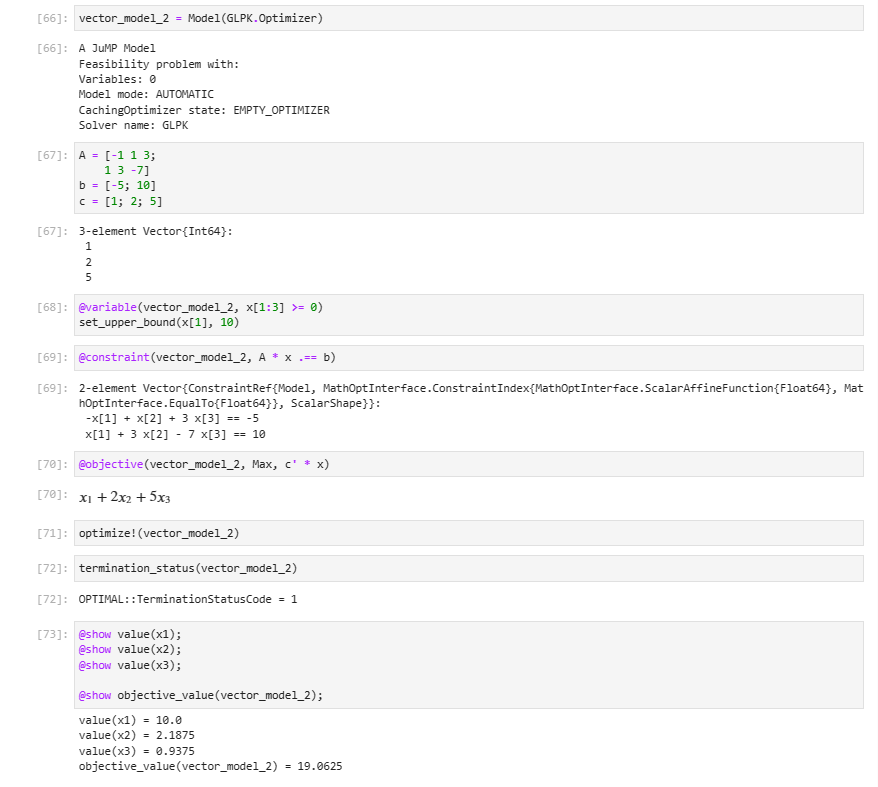 [66]: vector_model_2 = Model(GLPK.Optimizer)
[66]: A JuMP Model
Feasibility problem with:
Variables: 0
Model mode: AUTOMATIC
CachingOptimizer state: EMPTY_OPTIMIZER
Solver name: GLPK
[67]: A = [-1 1 3;
    1 3 -7]
b = [-5; 10]
c = [1; 2; 5]
[67]: 3-element Vector{Int64}:
 1
 2
 5
[68]: @variable(vector_model_2, x[1:3] >= 0)
set_upper_bound(x[1], 10)
[69]: @constraint(vector_model_2, A * x .== b)
[69]: 2-element Vector{ConstraintRef{Model, MathOptInterface.ConstraintIndex{MathOptInterface.ScalarAffineFunction{Float64}, Mat
hOptInterface.EqualTo{Float64}}, ScalarShape}}:
 -x[1] + x[2] + 3 x[3] == -5
 x[1] + 3 x[2] - 7 x[3] == 10
[70]: @objective(vector_model_2, Max, c' * x)
[70]: x₁ + 2x₂ + 5x₃
[71]: optimize!(vector_model_2)
[72]: termination_status(vector_model_2)
[72]: OPTIMAL::TerminationStatusCode = 1
[73]: @show value(x1);
@show value(x2);
@show value(x3);
@show objective_value(vector_model_2);
value(x1) = 10.0
value(x2) = 2.1875
value(x3) = 0.9375
objective_value(vector_model_2) = 19.0625